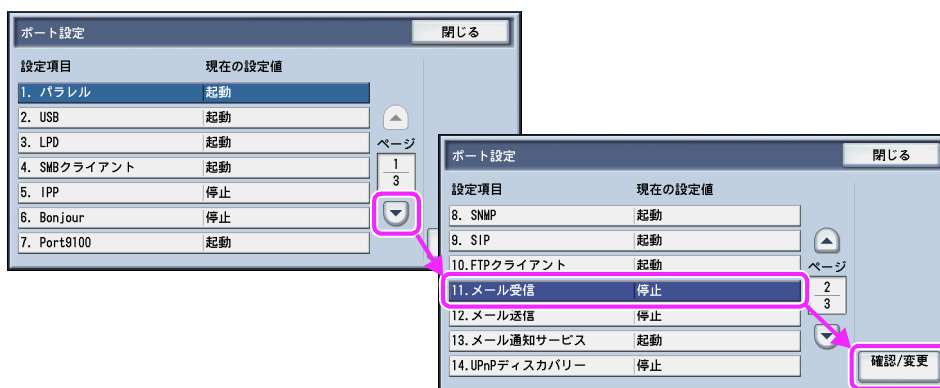 ポート設定 閉じる
設定項目 現在の設定値
1. パラレル 起動
2. USB 起動
3. LPD 起動
4. SMBクライアント 起動
5. IPP 停止
6. Bonjour 停止
7. Port9100 起動
ページ
1
3
ポート設定 閉じる
設定項目 現在の設定値
8. SNMP 起動
9. SIP 起動
10.FTPクライアント 起動
11.メール受信 停止
12.メール送信 停止
13.メール通知サービス 起動
14.UPnPディスカバリー 停止
ページ
2
3
確認/変更